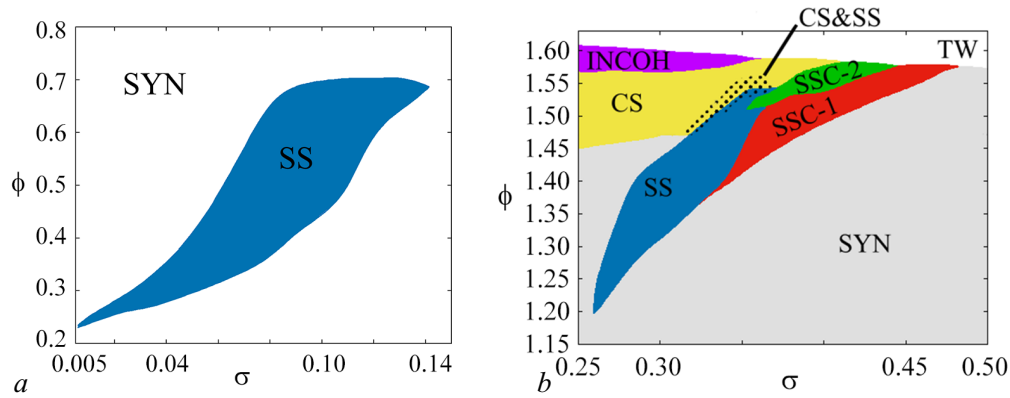 0.8
0.7
0.6
0.5
0.4
0.3
0.2
ϕ
SYN
SS
0.005
0.04
0.10
0.14
σ
a
CS&SS
1.60
1.55
1.50
1.45
1.40
1.35
1.30
1.25
1.20
1.15
ϕ
INCOH
TW
CS
SSC-2
SSC-1
SS
SYN
0.25
0.30
0.45
0.50
σ
b